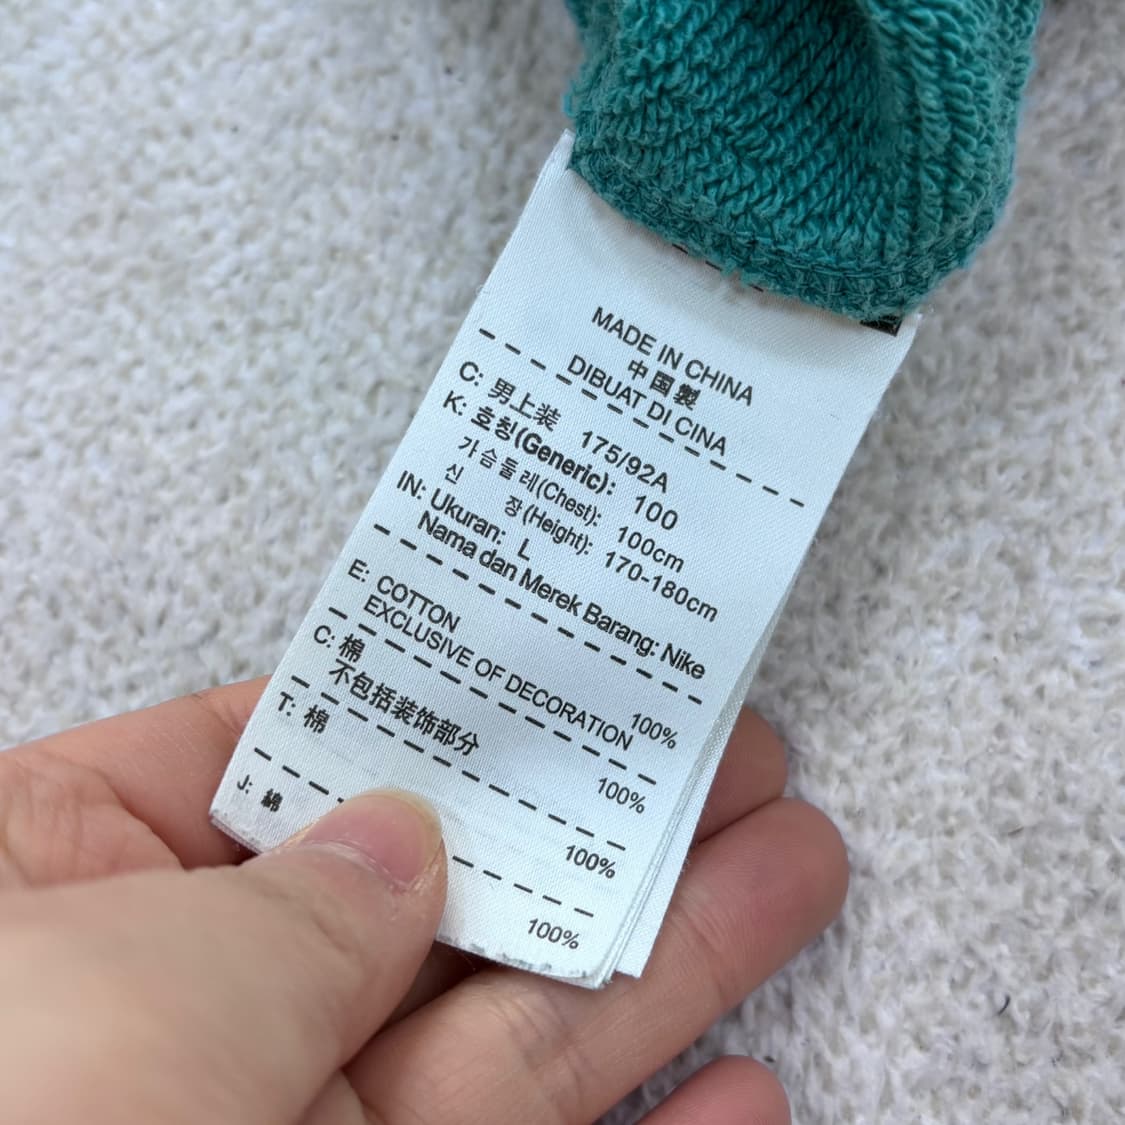 MADE IN CHINA
中国製
DIBUAT DI CINA
C: 男上装 175/92A
K: 호칭(Generic): 100
가슴둘레(Chest): 100cm
신 장(Height): 170-180cm
IN: Ukuran: L
Nama dan Merek Barang: Nike
E: COTTON 100%
EXCLUSIVE OF DECORATION
C: 棉 100%
不包括装饰部分
T: 棉 100%
J: 綿 100%